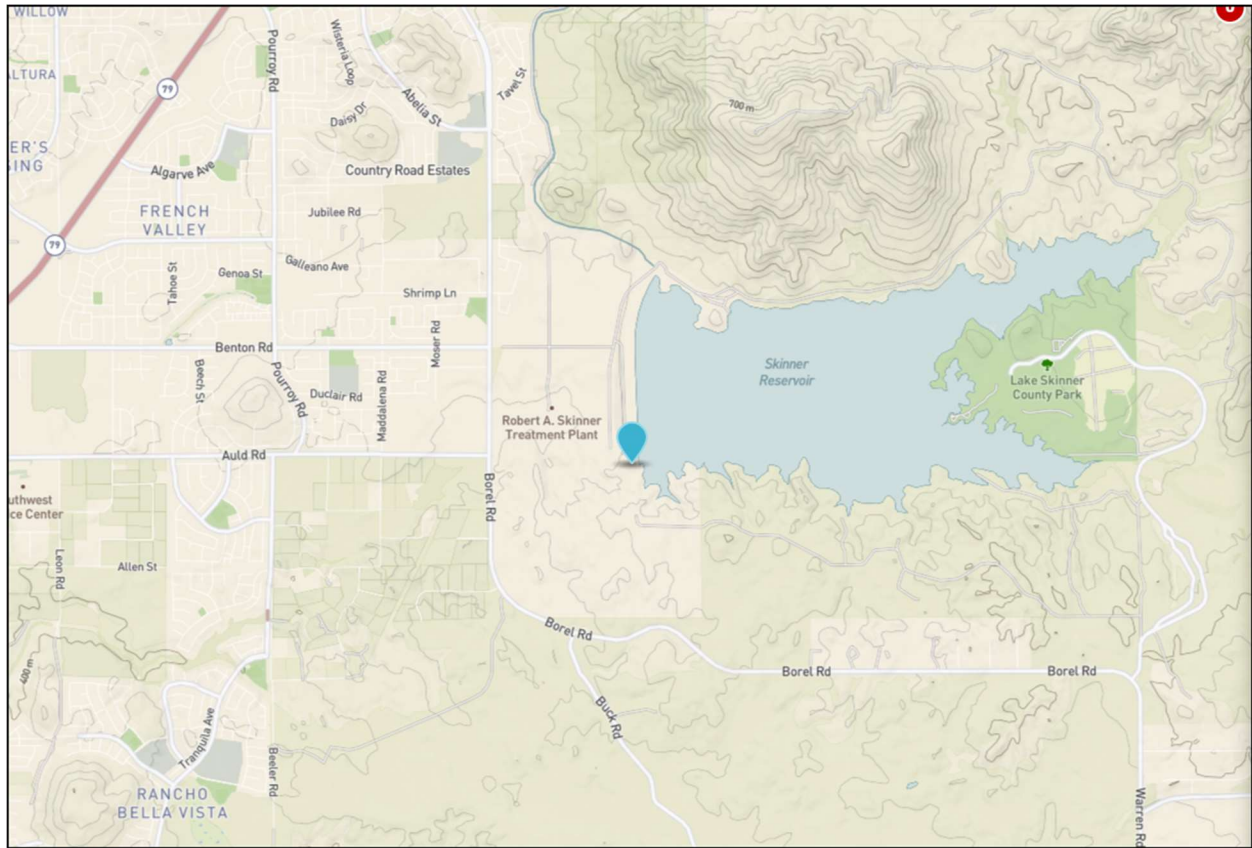 WILLOW
Pourroy Rd
Wisteria Loop
ALTURA
79
Abelia St
Tavel St
700 m
Daisy Dr
ER'S
SING
Algarve Ave
Country Road Estates
FRENCH
VALLEY
Jubilee Rd
79
Tahoe St
Genoa St
Galleano Ave
Shrimp Ln
Moser Rd
Benton Rd
Beech St
Pourroy Rd
Duclair Rd
Maddalena Rd
Skinner
Reservoir
Lake Skinner
County Park
Robert A. Skinner
Treatment Plant
Auld Rd
Borel Rd
uthwest
ce Center
Leon Rd
Allen St
Borel Rd
Borel Rd
Borel Rd
400 m
Buck Rd
Tranquila Ave
Beeler Rd
RANCHO
BELLA VISTA
Warren Rd